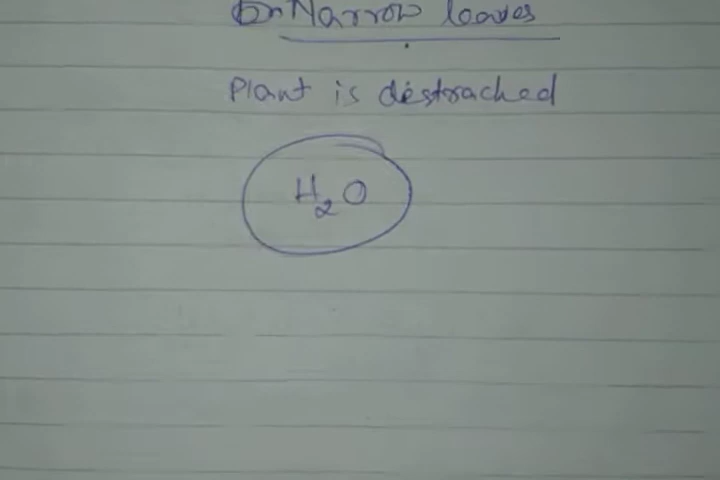 Narrow leaves
Plant is destrached
H₂O